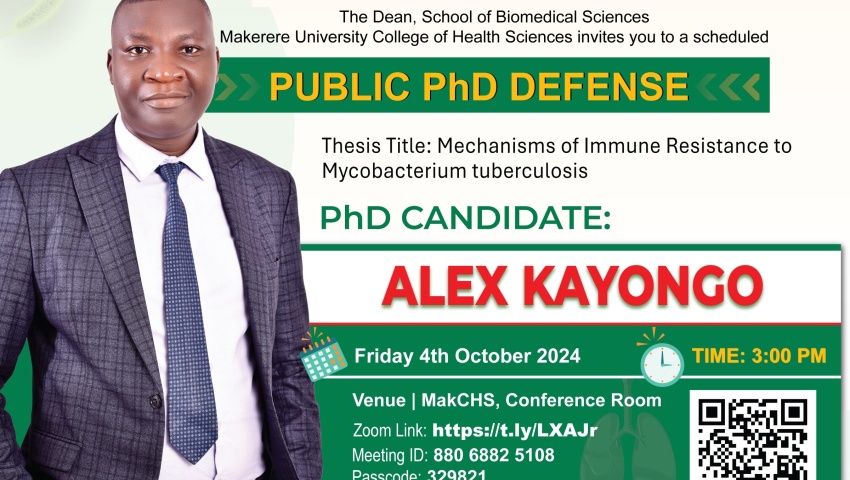 The Dean, School of Biomedical Sciences
Makerere University College of Health Sciences invites you to a scheduled
PUBLIC PhD DEFENSE
Thesis Title: Mechanisms of Immune Resistance to
Mycobacterium tuberculosis
PhD CANDIDATE:
ALEX KAYONGO
Friday 4th October 2024
TIME: 3:00 PM
Venue | MakCHS, Conference Room
Zoom Link: https://t.ly/LXAJr
Meeting ID: 880 6882 5108
Passcode: 329821